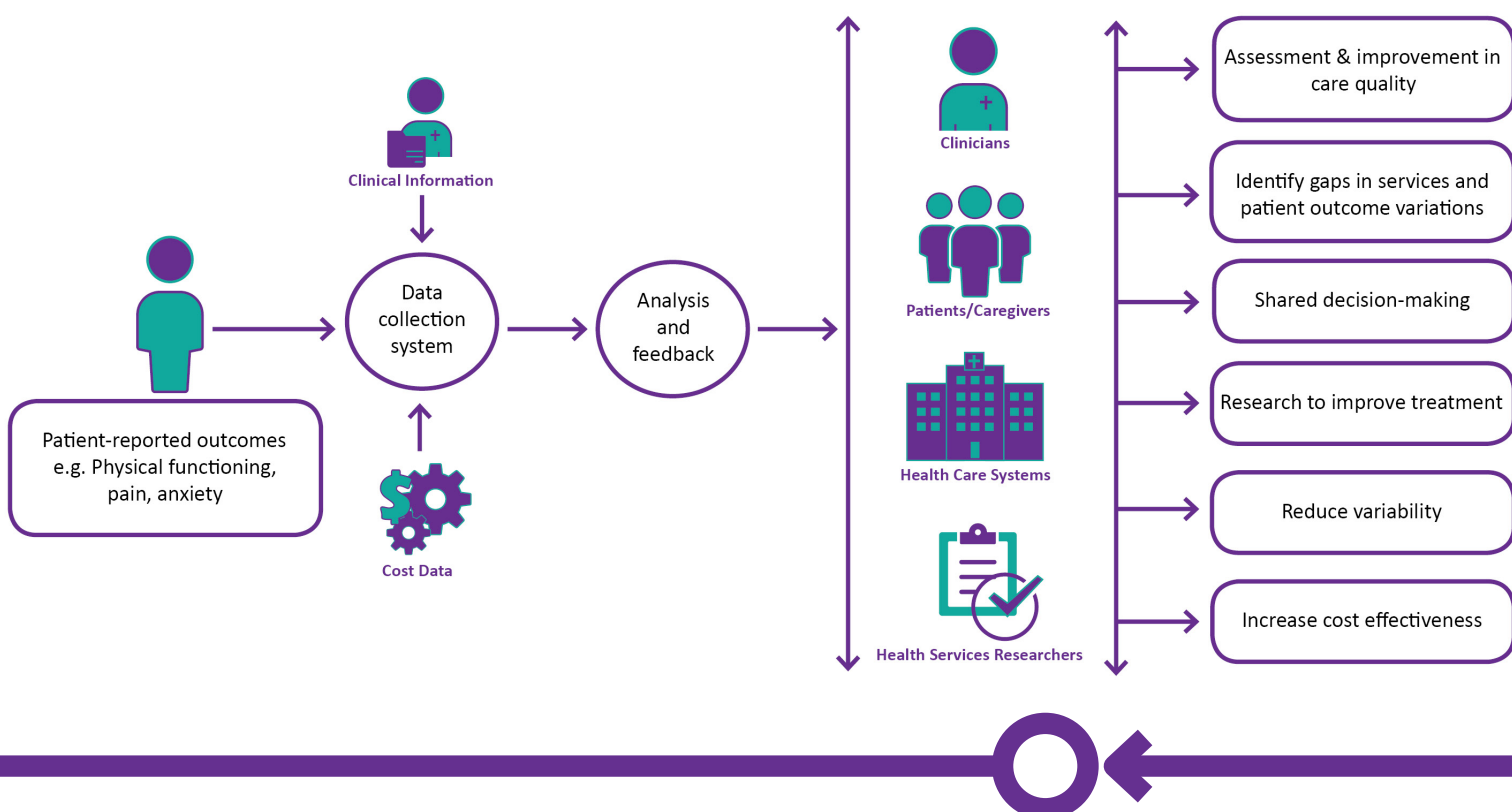 Clinical Information
Patient-reported outcomes
e.g. Physical functioning,
pain, anxiety
Data
collection
system
Cost Data
Analysis
and
feedback
Clinicians
Patients/Caregivers
Health Care Systems
Health Services Researchers
Assessment & improvement in
care quality
Identify gaps in services and
patient outcome variations
Shared decision-making
Research to improve treatment
Reduce variability
Increase cost effectiveness